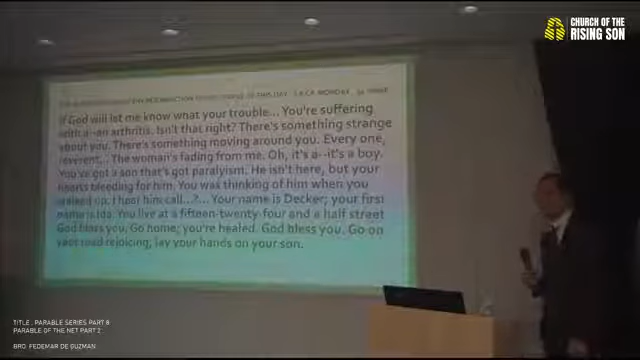 CHURCH OF THE
RISING SON
If God will let me know what your trouble... You're suffering
with a--an arthritis. Isn't that right? There's something strange
about you. There's something moving around you. Every one,
reverent... The woman's fading from me. Oh, it's a--it's a boy.
You've got a son that's got paralysis. He isn't here, but your
hearts bleeding for him. You was thinking of him when you
up. I hear him call...?... Your name is Decker; your first
name is Ida. You live at a fifteen-twenty-four and a half street
God bless you. Go home; you're healed. God bless you. Go on
your road rejoicing, lay your hands on your son.
TITLE : PARABLE SERIES PART 8
PARABLE OF THE NET PART 2
BRO. FEDEMAR DE GUZMAN